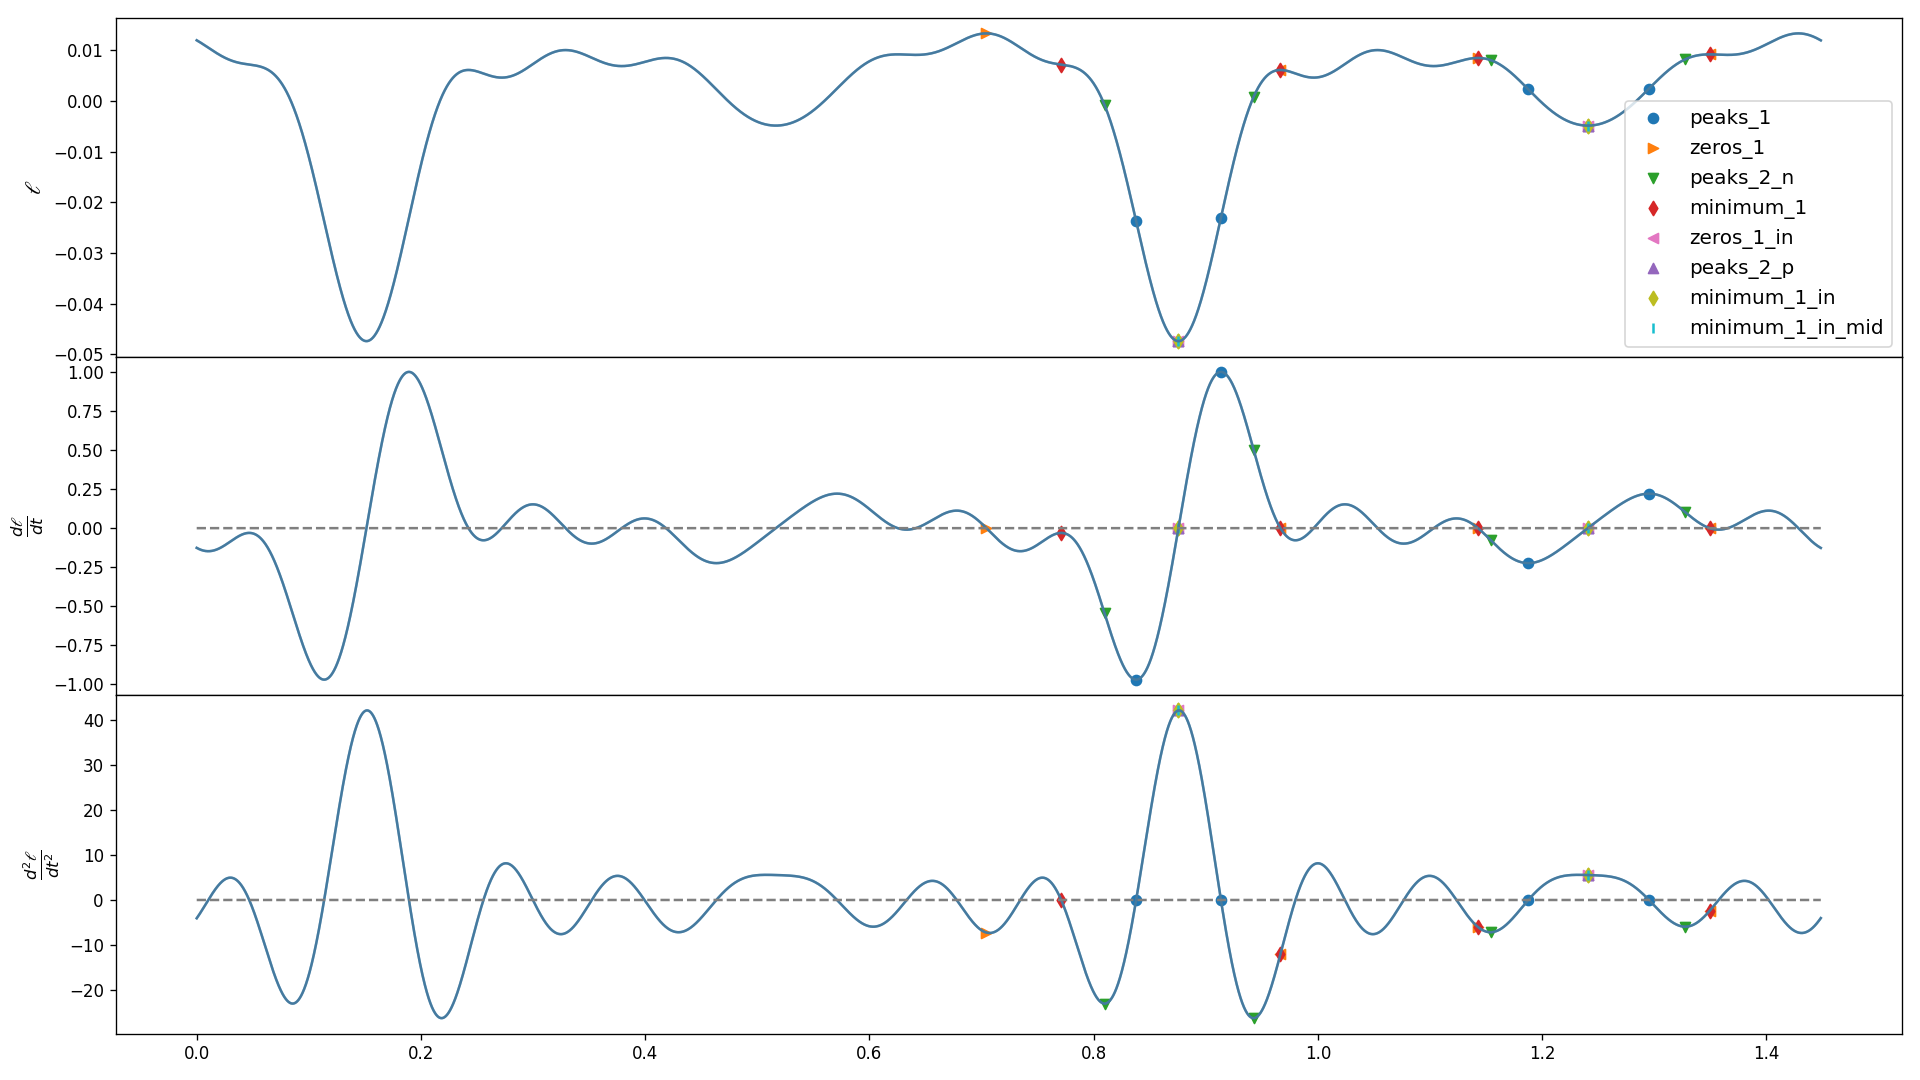 0.01
0.00
−0.01
−0.02
−0.03
−0.04
−0.05
ℓ
peaks_1
zeros_1
peaks_2_n
minimum_1
zeros_1_in
peaks_2_p
minimum_1_in
minimum_1_in_mid
1.00
0.75
0.50
0.25
0.00
−0.25
−0.50
−0.75
−1.00
dℓ
dt
40
30
20
10
0
−10
−20
d²ℓ
dt²
0.0 0.2 0.4 0.6 0.8 1.0 1.2 1.4